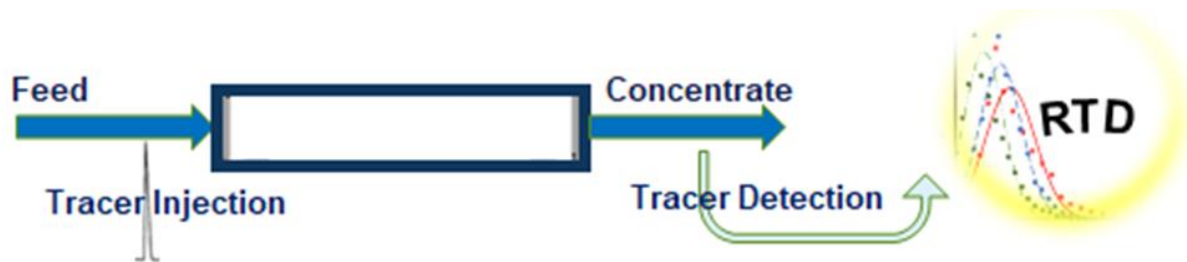 Feed
Concentrate
RTD
Tracer Injection
Tracer Detection